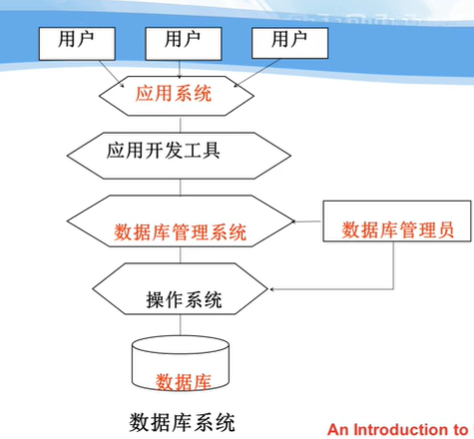 用户 用户 用户
应用系统
应用开发工具
数据库管理系统 数据库管理员
操作系统
数据库
数据库系统
An Introduction to